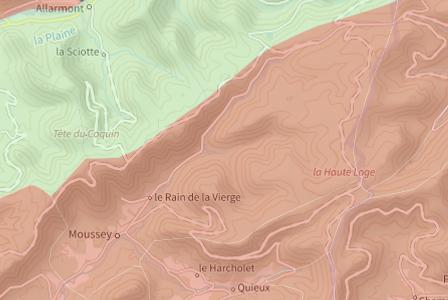 Allarmont
la Plaine
la Sciotte
Tête du Coquin
la Haute Loge
le Rain de la Vierge
Moussey
le Harcholet
Quieux